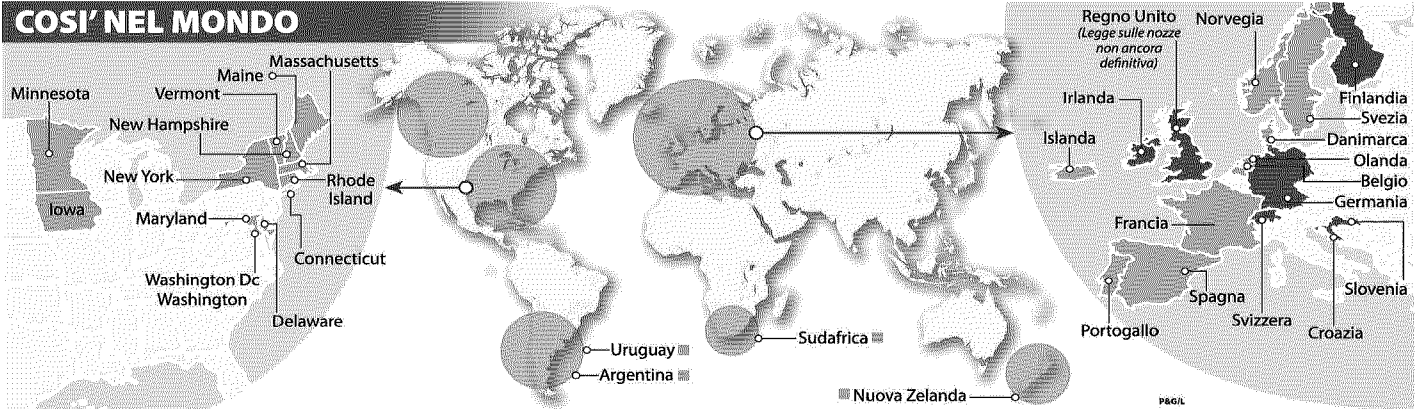 COSI' NEL MONDO
Massachusetts
Maine
Vermont
Minnesota
New Hampshire
New York
Rhode
Island
Iowa
Maryland
Connecticut
Washington Dc
Washington
Delaware
Uruguay
Argentina
Sudafrica
Nuova Zelanda
Regno Unito
(Legge sulle nozze
non ancora
definitiva)
Norvegia
Irlanda
Islanda
Finlandia
Svezia
Danimarca
Olanda
Belgio
Germania
Francia
Spagna
Portogallo
Svizzera
Croazia
Slovenia
P&G/L